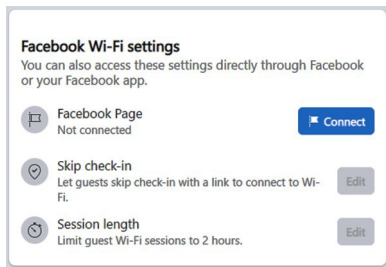 Facebook Wi-Fi settings
You can also access these settings directly through Facebook
or your Facebook app.
Facebook Page
Not connected
Connect
Skip check-in
Let guests skip check-in with a link to connect to Wi-
Fi.
Edit
Session length
Limit guest Wi-Fi sessions to 2 hours.
Edit